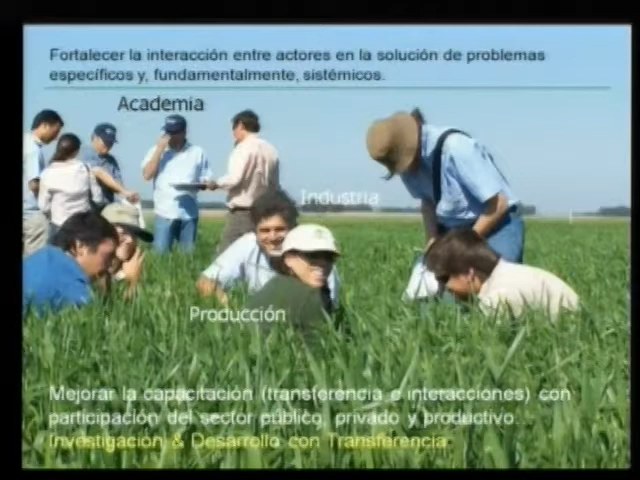 Fortalecer la interacción entre actores en la solución de problemas
específicos y, fundamentalmente, sistémicos.
Academia
Industria
Producción
Mejorar la capacitación (transferencia e interacciones) con
participación del sector público, privado y productivo...
Investigación & Desarrollo con Transferencia.